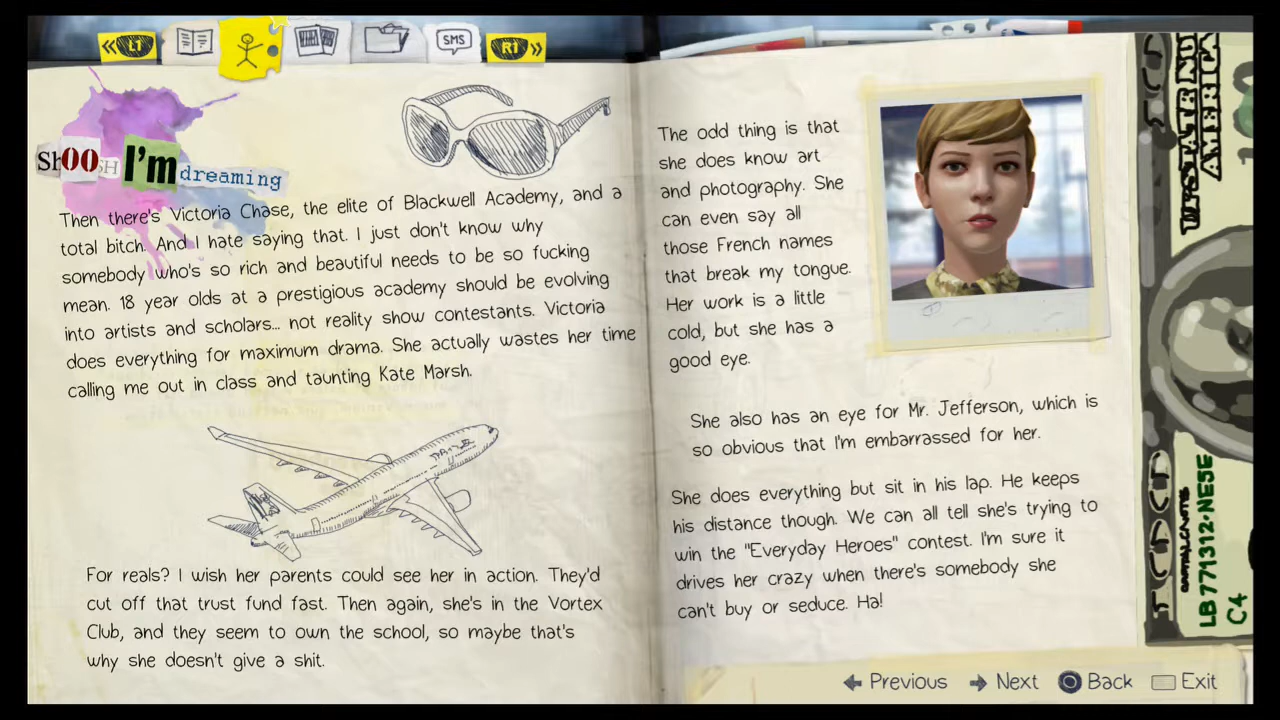 L1
SMS
R1
ShOOSH I'm dreaming
Then there's Victoria Chase, the elite of Blackwell Academy, and a
total bitch. And I hate saying that. I just don't know why
somebody who's so rich and beautiful needs to be so fucking
mean. 18 year olds at a prestigious academy should be evolving
into artists and scholars... not reality show contestants. Victoria
does everything for maximum drama. She actually wastes her time
calling me out in class and taunting Kate Marsh.
For reals? I wish her parents could see her in action. They'd
cut off that trust fund fast. Then again, she's in the Vortex
Club, and they seem to own the school, so maybe that's
why she doesn't give a shit.
The odd thing is that
she does know art
and photography. She
can even say all
those French names
that break my tongue.
Her work is a little
cold, but she has a
good eye.
She also has an eye for Mr. Jefferson, which is
so obvious that I'm embarrassed for her.
She does everything but sit in his lap. He keeps
his distance though. We can all tell she's trying to
win the "Everyday Heroes" contest. I'm sure it
drives her crazy when there's somebody she
can't buy or seduce. Ha!
AMERICA
LB7771312-NE5E
C4
Previous
Next
Back
Exit